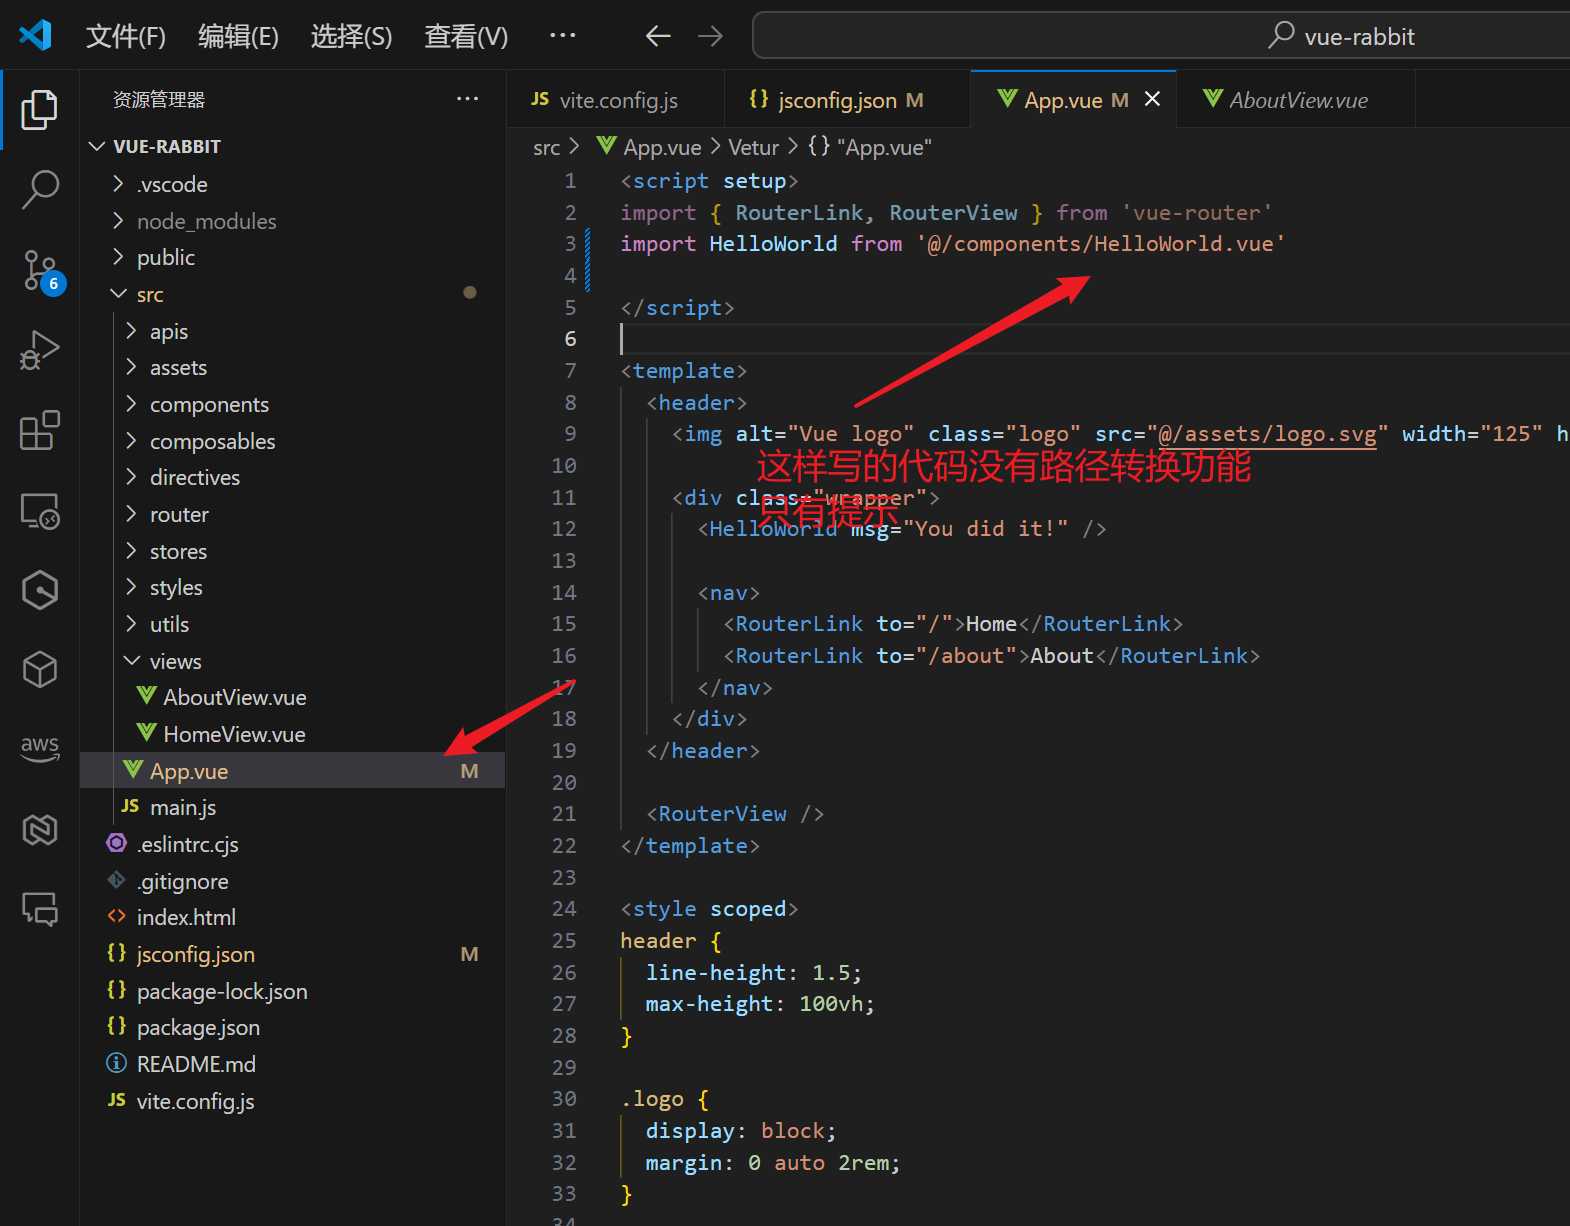 文件(F) 编辑(E) 选择(S) 查看(V) ··· vue-rabbit
资源管理器 ···
VUE-RABBIT
.vscode
node_modules
public
src
apis
assets
components
composables
directives
router
stores
styles
utils
views
AboutView.vue
HomeView.vue
App.vue M
main.js
.eslintrc.cjs
.gitignore
index.html
{} jsconfig.json M
{} package-lock.json
{} package.json
README.md
JS vite.config.js
6
aws
JS vite.config.js {} jsconfig.json M App.vue M AboutView.vue
src > App.vue > Vetur > {} "App.vue"
1 <script setup>
2 import { RouterLink, RouterView } from 'vue-router'
3 import HelloWorld from '@/components/HelloWorld.vue'
4
5 </script>
6
7 <template>
8 <header>
9 <img alt="Vue logo" class="logo" src="@/assets/logo.svg" width="125" h
10
这样写的代码没有路径转换功能
11 <div class="wrapper">
只有提示
12 <HelloWorld msg="You did it!" />
13
14 <nav>
15 <RouterLink to="/">Home</RouterLink>
16 <RouterLink to="/about">About</RouterLink>
17 </nav>
18 </div>
19 </header>
20
21 <RouterView />
22 </template>
23
24 <style scoped>
25 header {
26 line-height: 1.5;
27 max-height: 100vh;
28 }
29
30 .logo {
31 display: block;
32 margin: 0 auto 2rem;
33 }
34